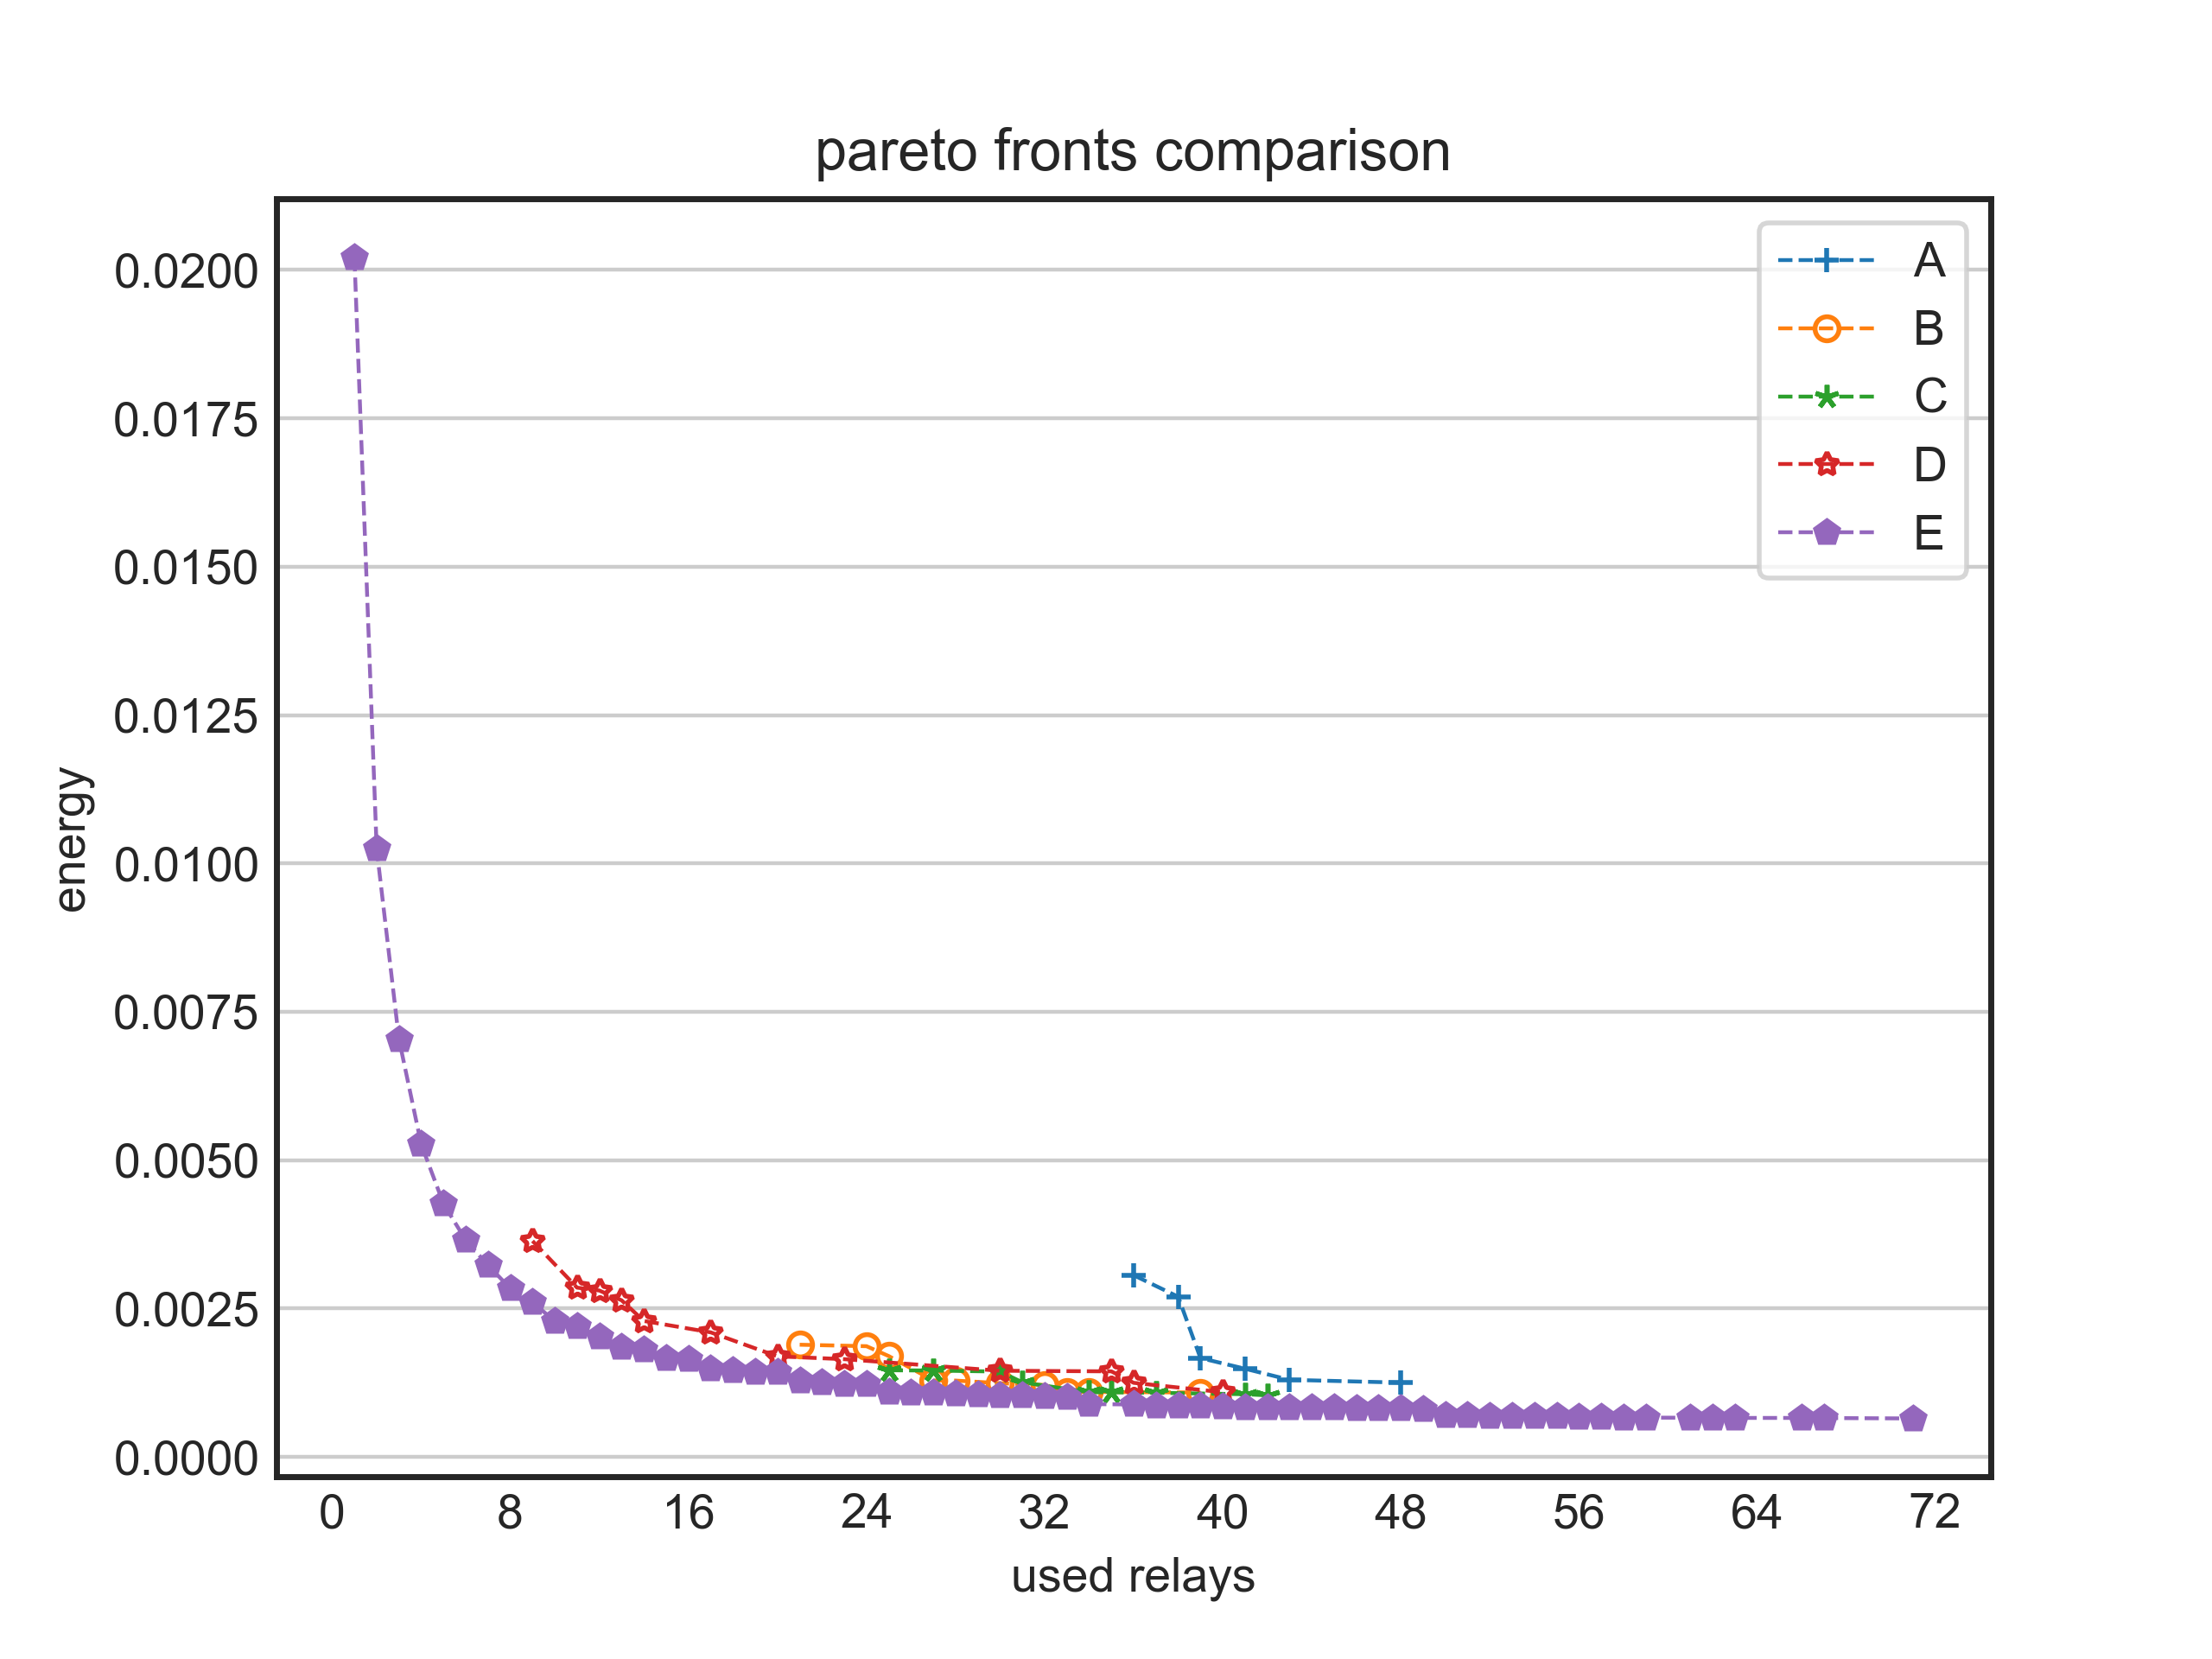 pareto fronts comparison
0.0200
0.0175
0.0150
0.0125
0.0100
0.0075
0.0050
0.0025
0.0000
energy
A
B
C
D
E
0 8 16 24 32 40 48 56 64 72
used relays